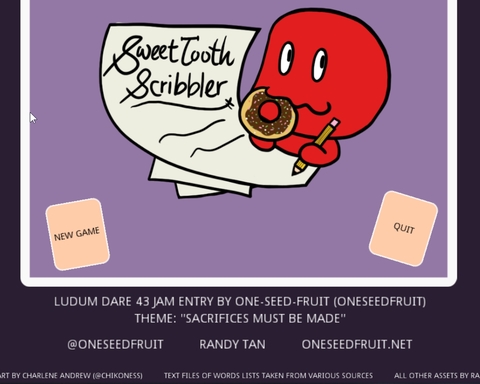 Sweet Tooth
Scribbler
NEW GAME
QUIT
LUDUM DARE 43 JAM ENTRY BY ONE-SEED-FRUIT (ONESEEDFRUIT)
THEME: "SACRIFICES MUST BE MADE"
@ONESEEDFRUIT RANDY TAN ONESEEDFRUIT.NET
ART BY CHARLENE ANDREW (@CHIKONESS) TEXT FILES OF WORDS LISTS TAKEN FROM VARIOUS SOURCES ALL OTHER ASSETS BY RA